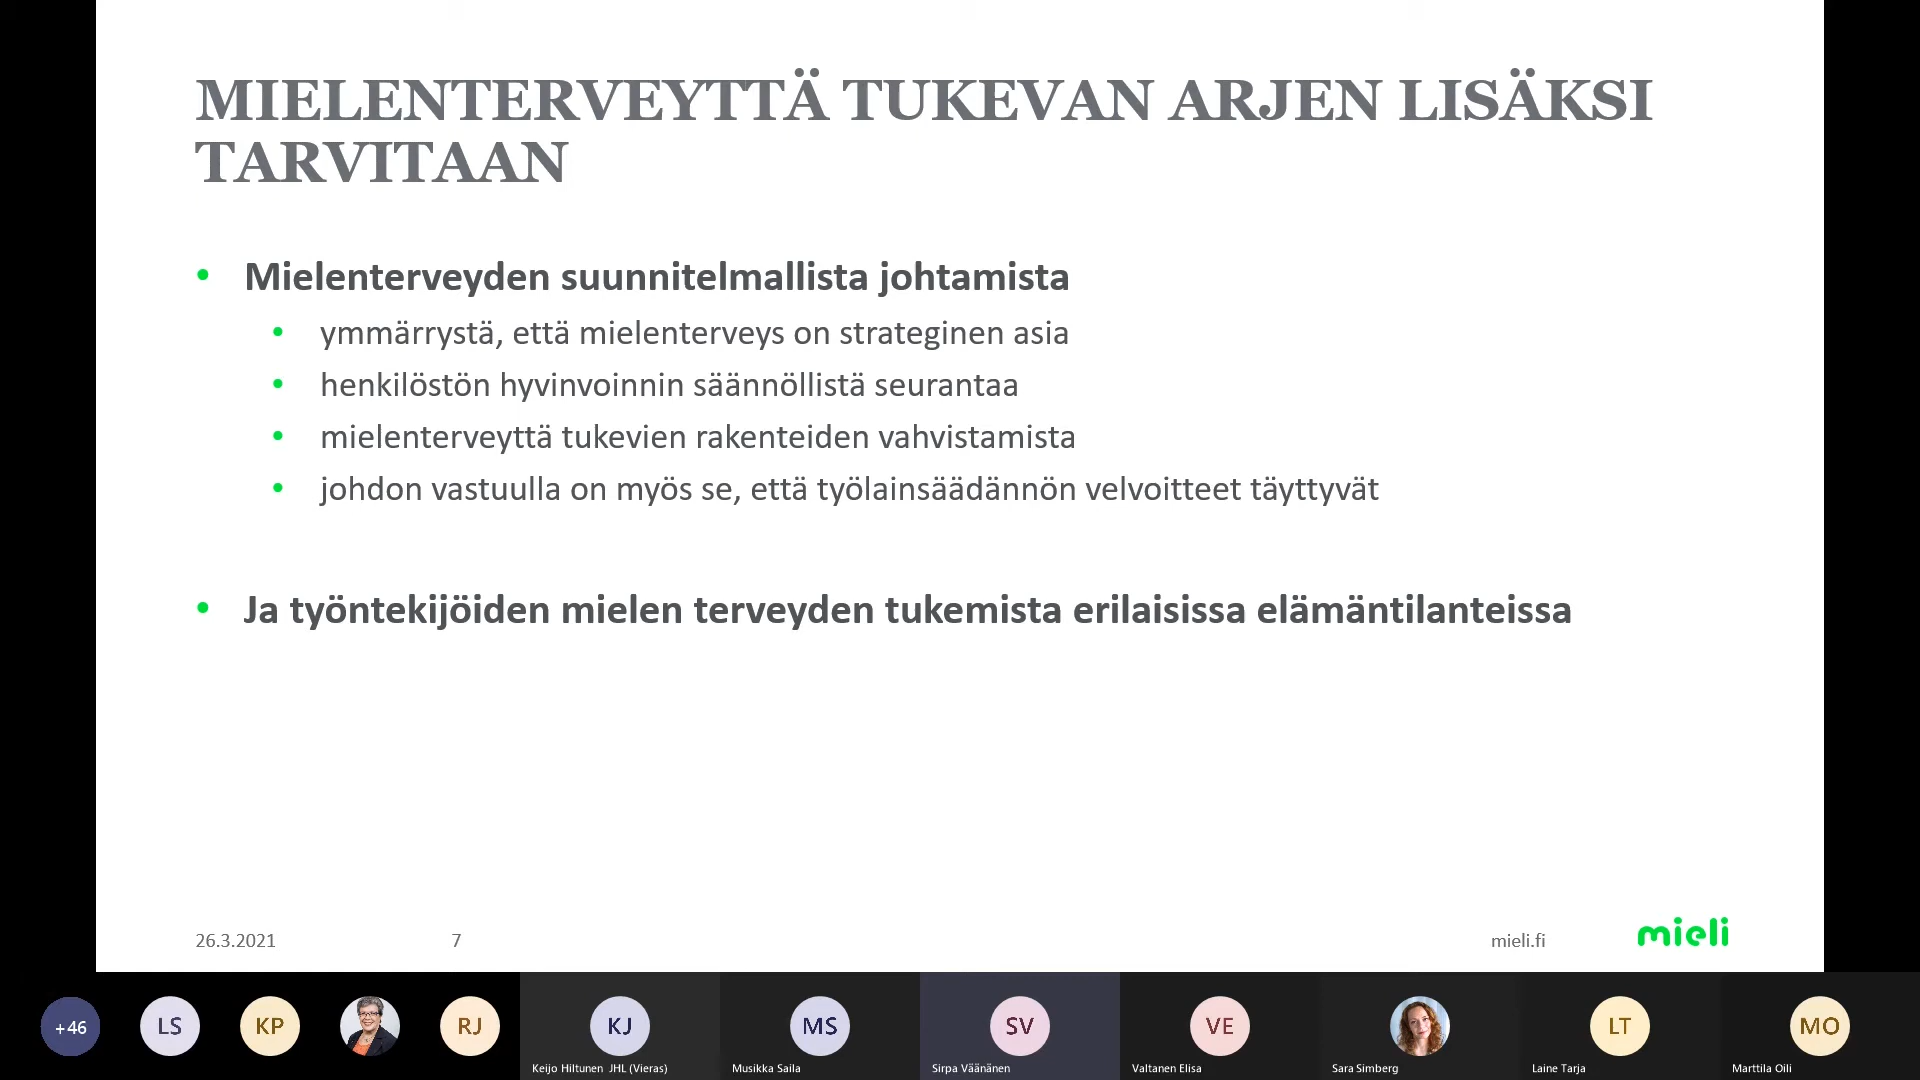 MIELENTERVEYTTÄ TUKEVAN ARJEN LISÄKSI
TARVITAAN
• Mielenterveyden suunnitelmallista johtamista
• ymmärrystä, että mielenterveys on strateginen asia
• henkilöstön hyvinvoinnin säännöllistä seurantaa
• mielenterveyttä tukevien rakenteiden vahvistamista
• johdon vastuulla on myös se, että työlainsäädännön velvoitteet täyttyvät
• Ja työntekijöiden mielen terveyden tukemista erilaisissa elämäntilanteissa
26.3.2021 7 mieli.fi mieli
+46 LS KP RJ KJ MS SV VE LT MO
Keijo Hiltunen JHL (Vieras) Musikka Saila Sirpa Väänänen Valtanen Elisa Sara Simberg Laine Tarja Marttila Oili